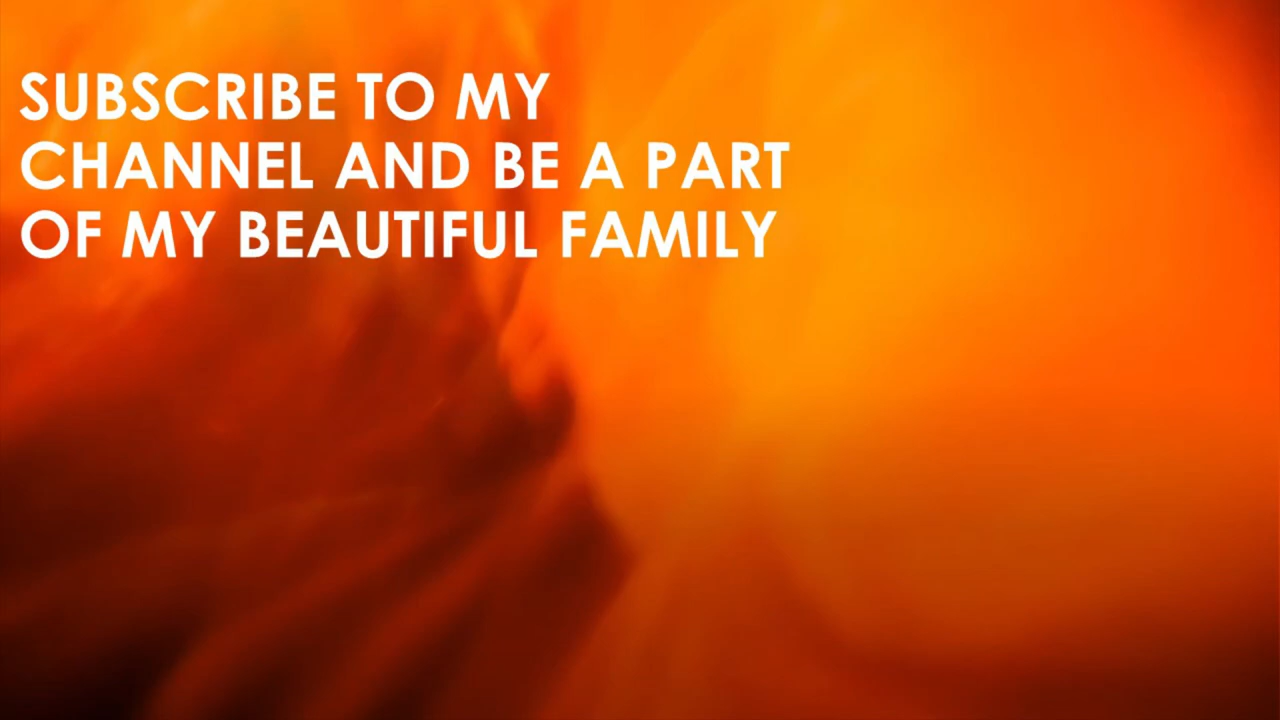 SUBSCRIBE TO MY
CHANNEL AND BE A PART
OF MY BEAUTIFUL FAMILY